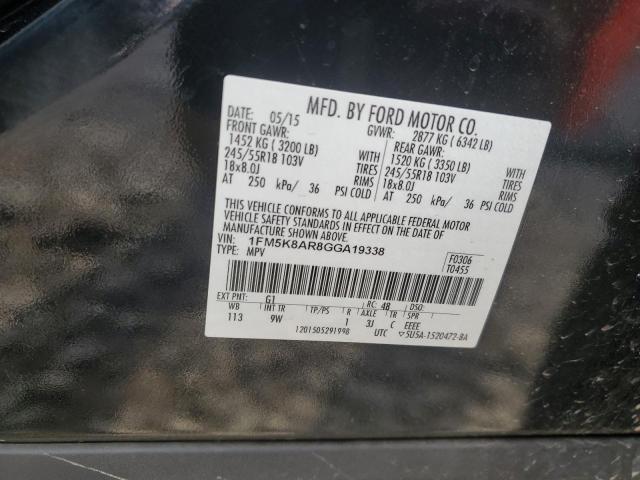 MFD. BY FORD MOTOR CO.
DATE: 05/15 GVWR: 2877 KG ( 6342 LB)
FRONT GAWR: REAR GAWR:
1452 KG ( 3200 LB) 1520 KG ( 3350 LB)
245/55R18 103V TIRES 245/55R18 103V TIRES
18x8.0J RIMS 18x8.0J RIMS
AT 250 kPa/ 36 PSI COLD AT 250 kPa/ 36 PSI COLD
THIS VEHICLE CONFORMS TO ALL APPLICABLE FEDERAL MOTOR
VEHICLE SAFETY STANDARDS IN EFFECT ON THE DATE OF
MANUFACTURE SHOWN ABOVE.
VIN: 1FM5K8AR8GGA19338
TYPE: MPV
F0306
T0455
EXT PNT: G1 RC: 48 DSO:
WB INT TR TP/PS R AXLE TR SPR
113 9W 1 3J C EEEE
1201505291998 UTC ▽5U5A-1520472-BA